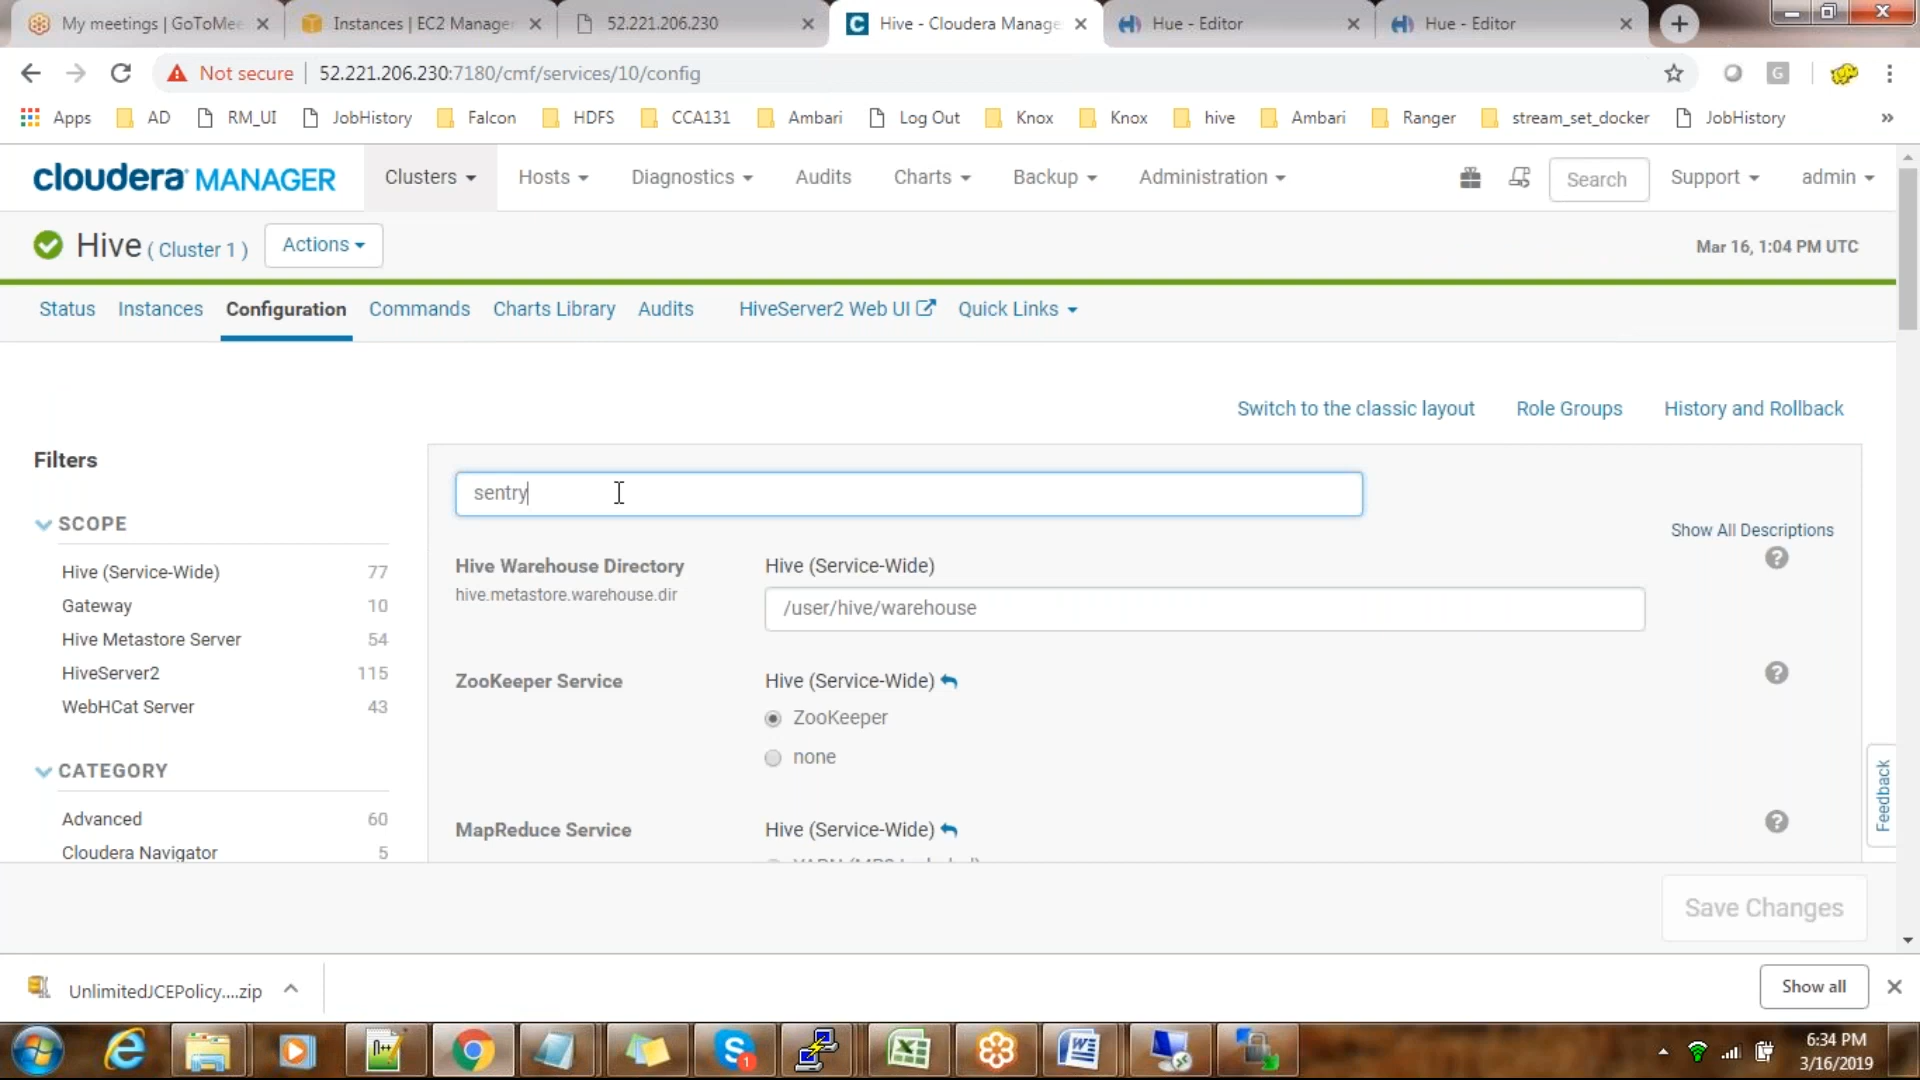 My meetings | GoToMee
Instances | EC2 Manager
52.221.206.230
Hive - Cloudera Manage
Hue - Editor
Hue - Editor
Not secure
52.221.206.230:7180/cmf/services/10/config
Apps
AD
RM_UI
JobHistory
Falcon
HDFS
CCA131
Ambari
Log Out
Knox
Knox
hive
Ambari
Ranger
stream_set_docker
JobHistory
cloudera MANAGER
Clusters
Hosts
Diagnostics
Audits
Charts
Backup
Administration
Search
Support
admin
Hive ( Cluster 1 )
Actions
Mar 16, 1:04 PM UTC
Status
Instances
Configuration
Commands
Charts Library
Audits
HiveServer2 Web UI
Quick Links
Switch to the classic layout
Role Groups
History and Rollback
Filters
sentry
SCOPE
Show All Descriptions
Hive (Service-Wide) 77
Gateway 10
Hive Metastore Server 54
HiveServer2 115
WebHCat Server 43
CATEGORY
Advanced 60
Cloudera Navigator 5
Hive Warehouse Directory
hive.metastore.warehouse.dir
Hive (Service-Wide)
/user/hive/warehouse
ZooKeeper Service
Hive (Service-Wide)
ZooKeeper
none
MapReduce Service
Hive (Service-Wide)
Feedback
Save Changes
UnlimitedJCEPolicy....zip
Show all
6:34 PM
3/16/2019